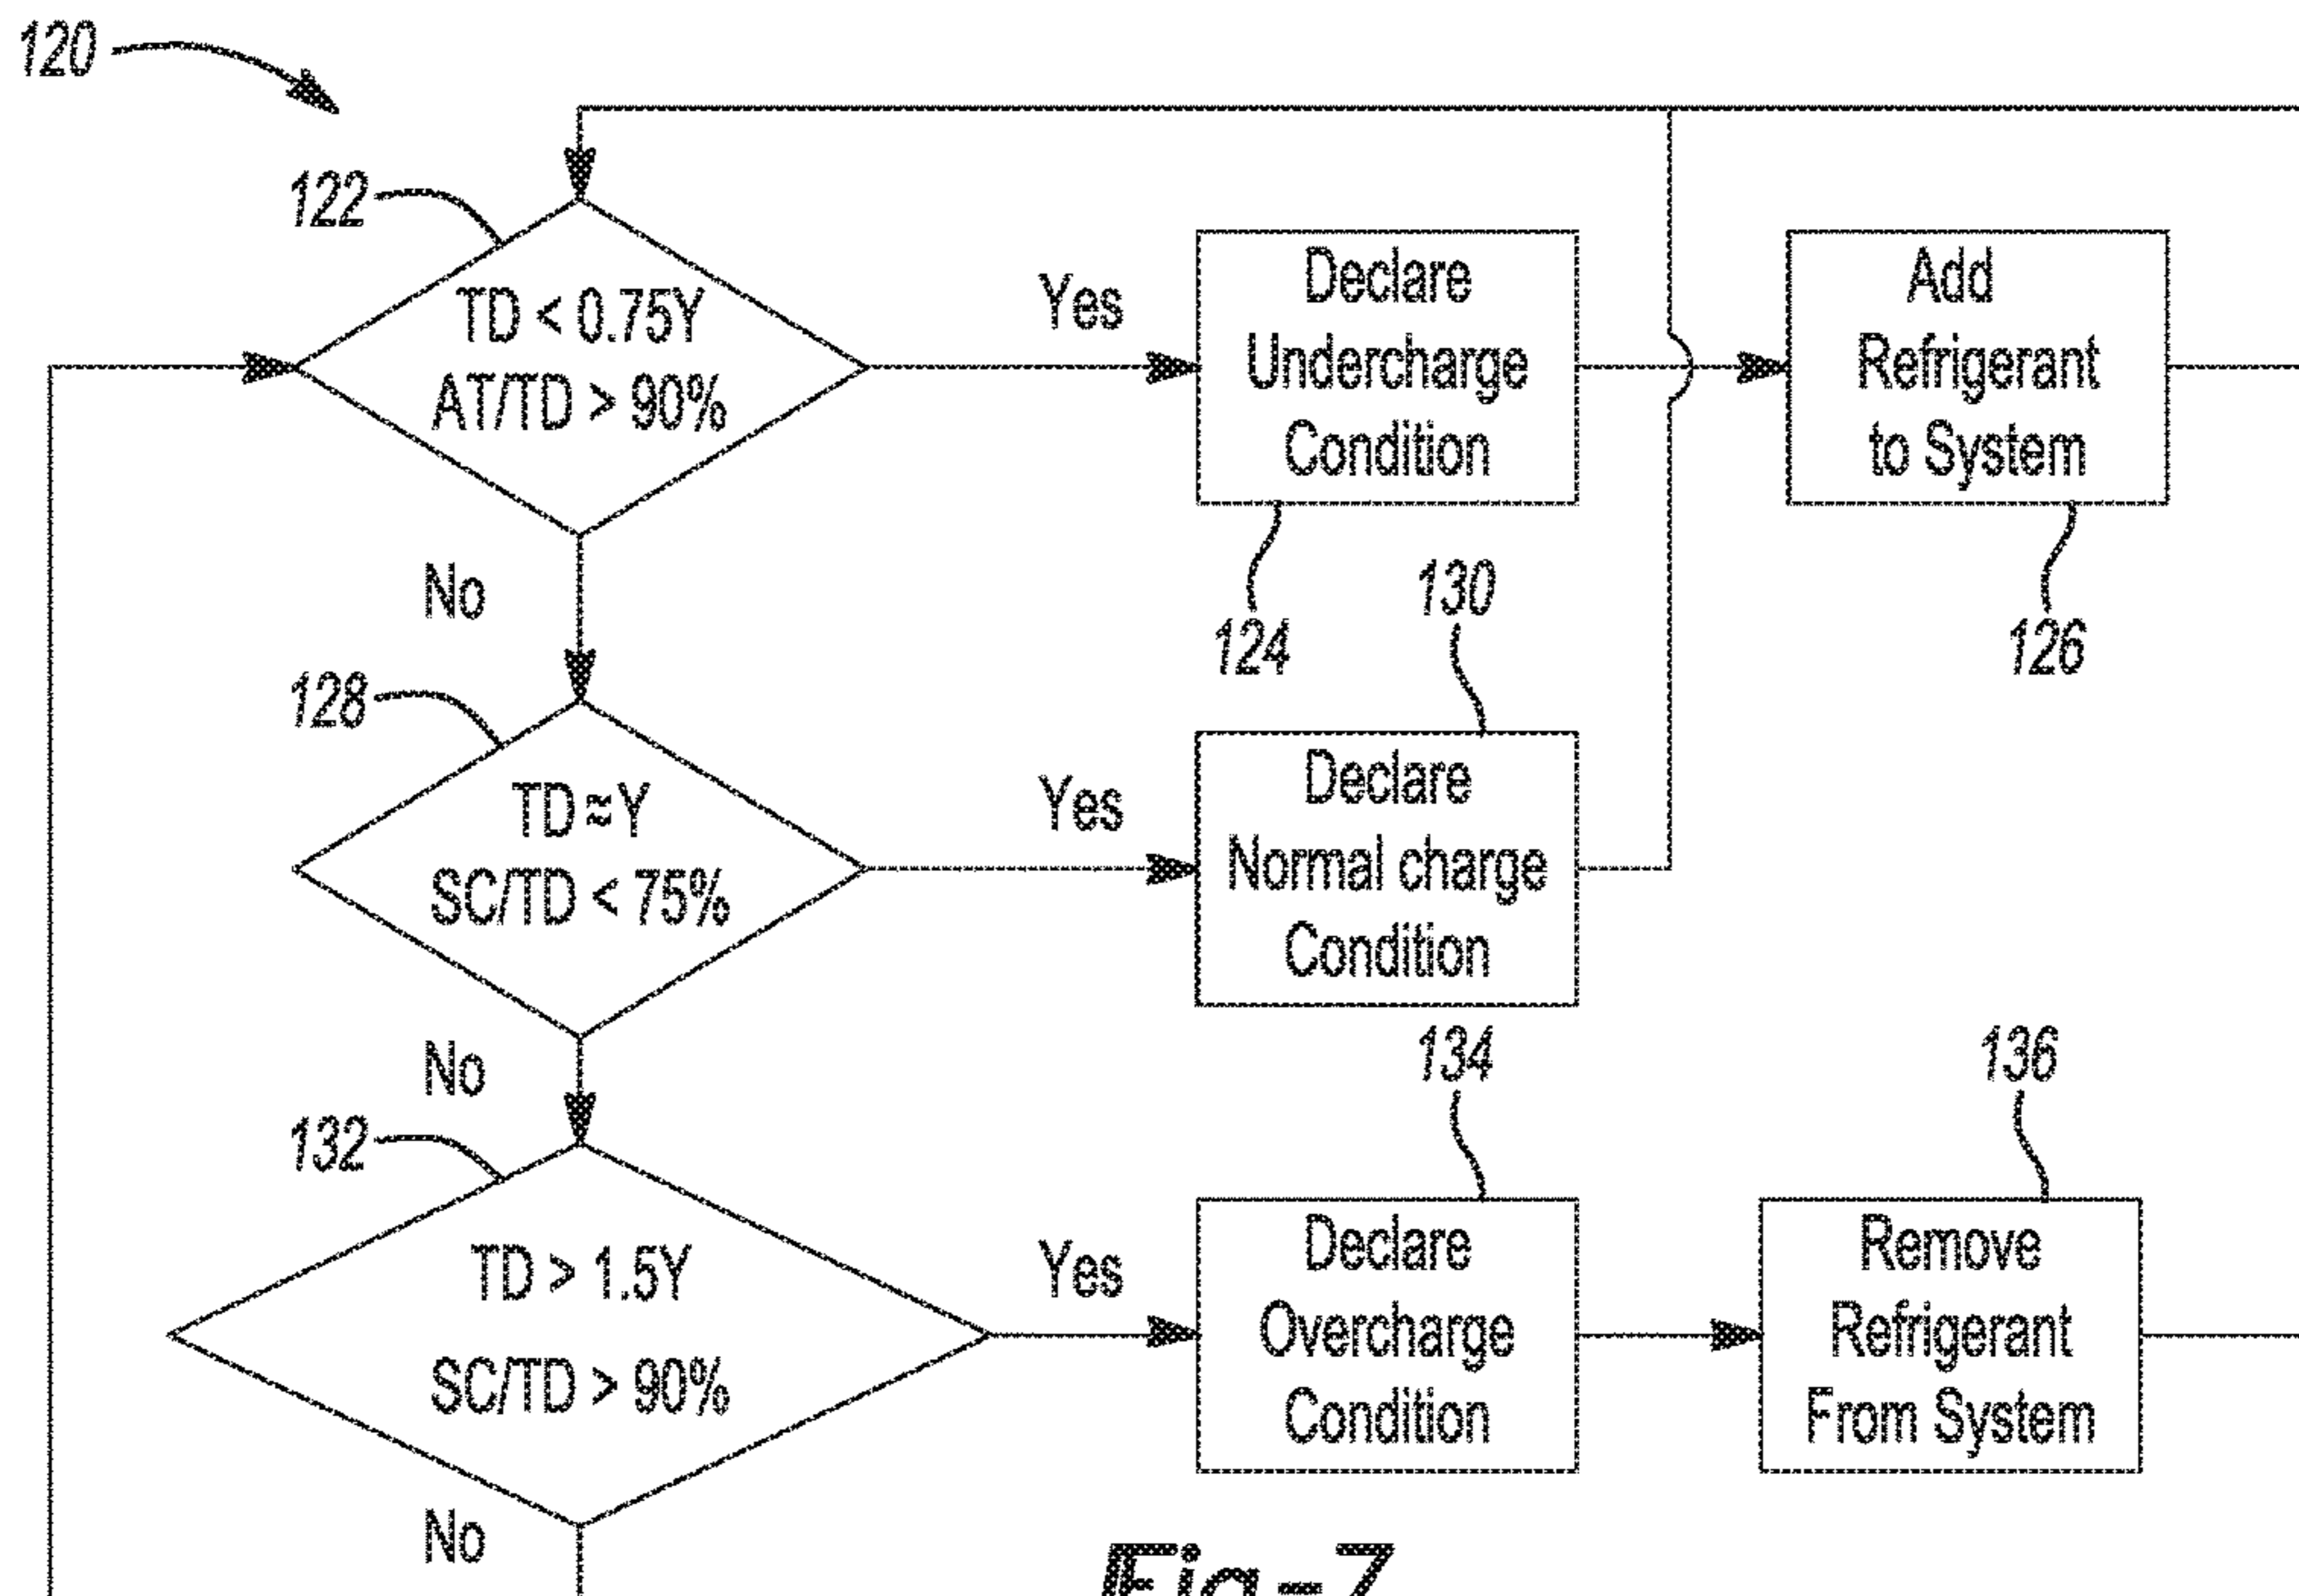 120
122
TD < 0.75Y
AT/TD > 90%
Yes
Declare
Undercharge
Condition
124
Add
Refrigerant
to System
126
No
128
TD ≈ Y
SC/TD < 75%
Yes
130
Declare
Normal charge
Condition
No
132
TD > 1.5Y
SC/TD > 90%
Yes
134
Declare
Overcharge
Condition
136
Remove
Refrigerant
From System
No
Fig-7